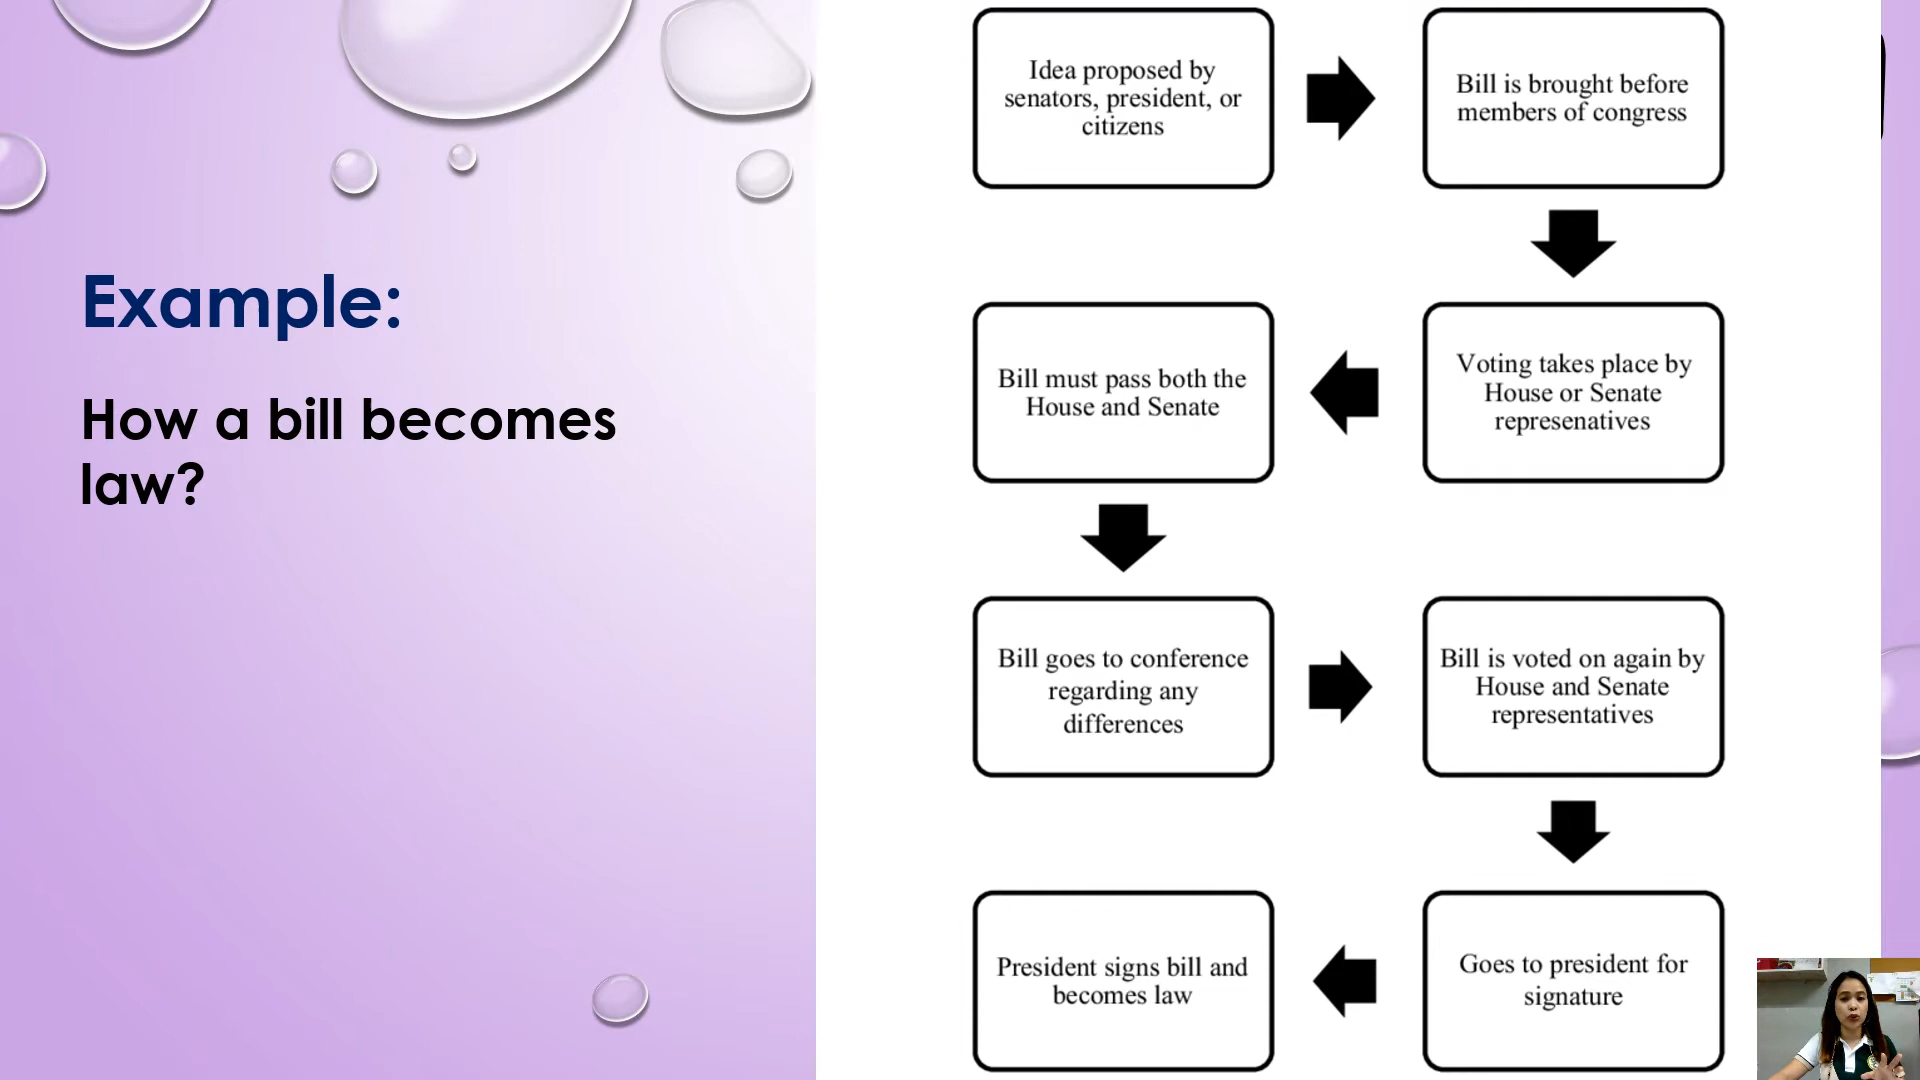 Example:
How a bill becomes
law?
Idea proposed by
senators, president, or
citizens
Bill is brought before
members of congress
Voting takes place by
House or Senate
represenatives
Bill must pass both the
House and Senate
Bill goes to conference
regarding any
differences
Bill is voted on again by
House and Senate
representatives
Goes to president for
signature
President signs bill and
becomes law